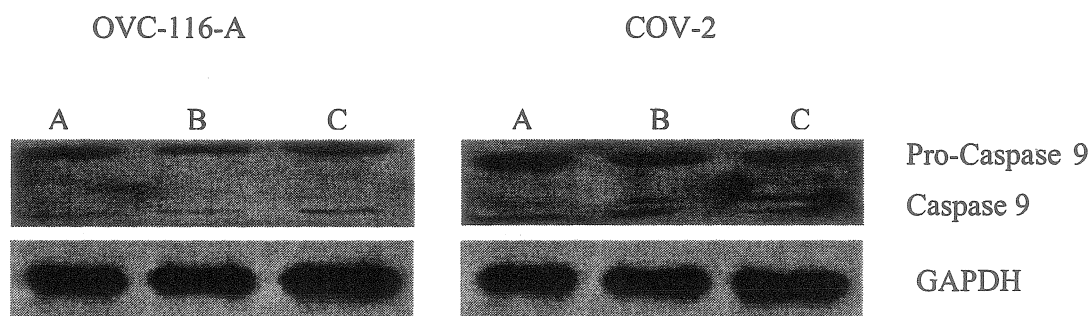 OVC-116-A COV-2
A B C A B C
Pro-Caspase 9
Caspase 9
GAPDH